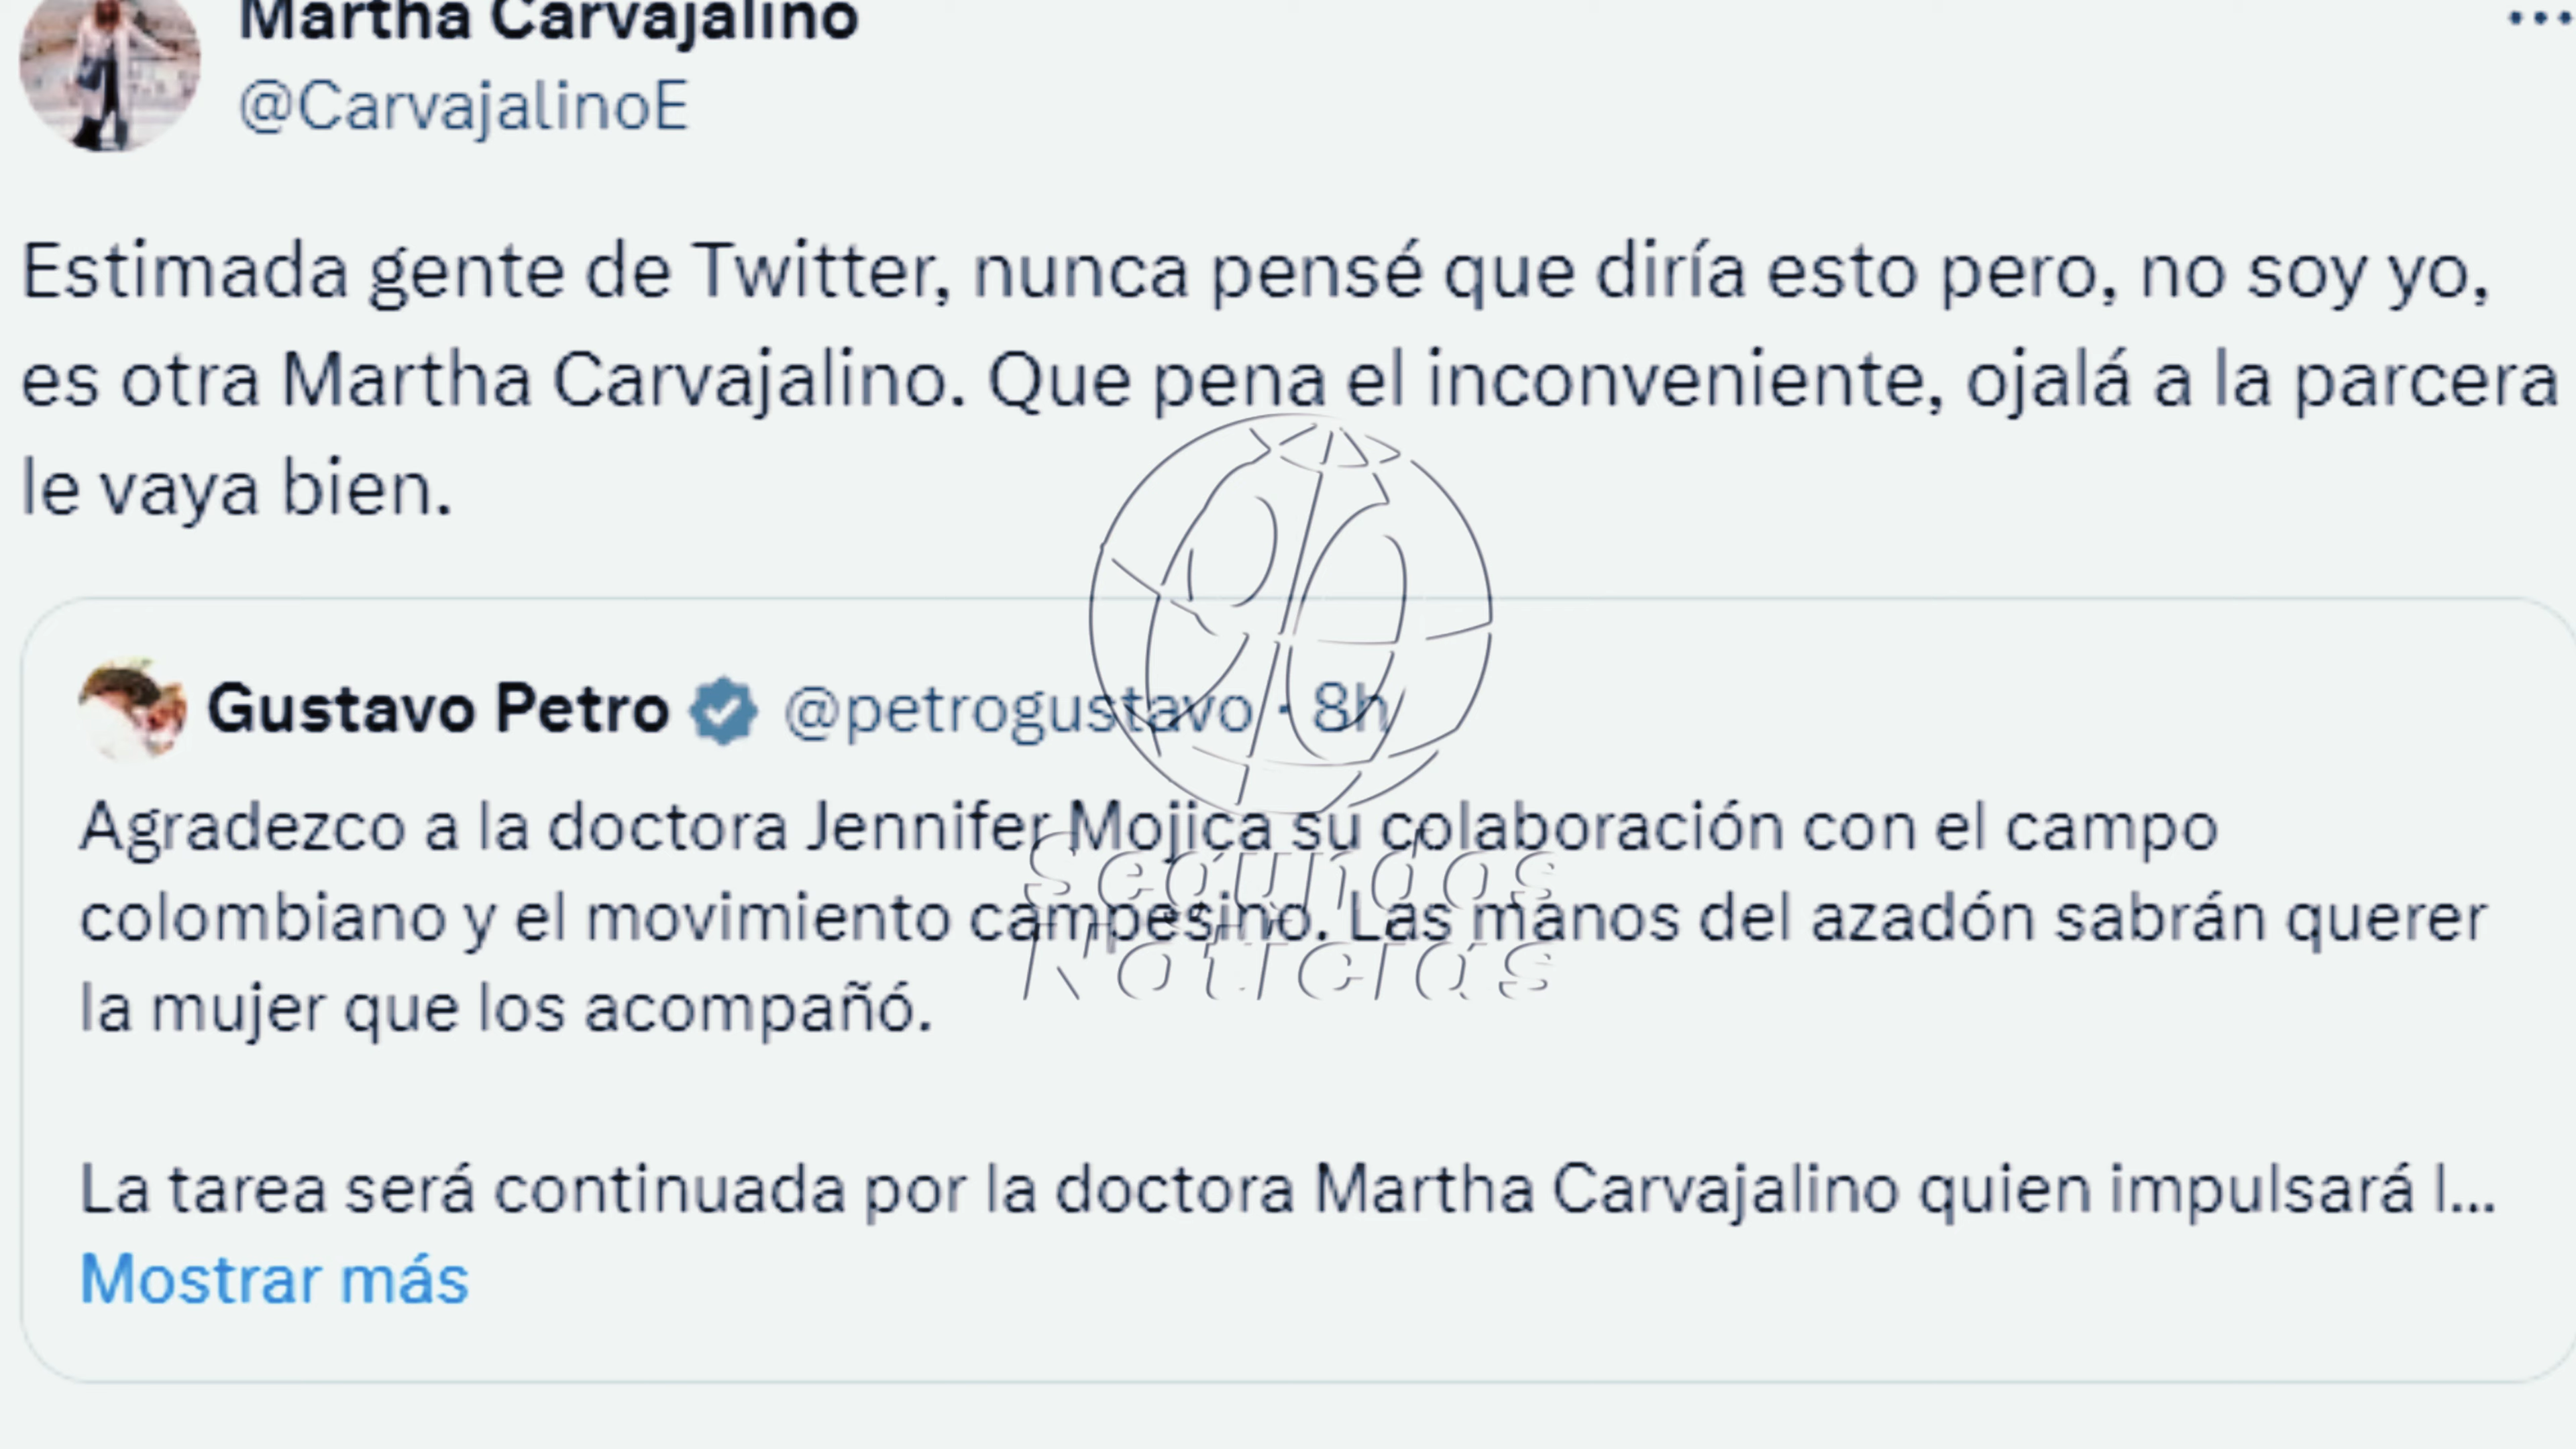 Martha Carvajalino
@CarvajalinoE
Estimada gente de Twitter, nunca pensé que diría esto pero, no soy yo,
es otra Martha Carvajalino. Que pena el inconveniente, ojalá a la parcera
le vaya bien.
90
Gustavo Petro @petrogustavo · 8h
Agradezco a la doctora Jennifer Mojica su colaboración con el campo
Segundos
colombiano y el movimiento campesino. Las manos del azadón sabrán querer
Noticias
la mujer que los acompañó.
La tarea será continuada por la doctora Martha Carvajalino quien impulsará l...
Mostrar más